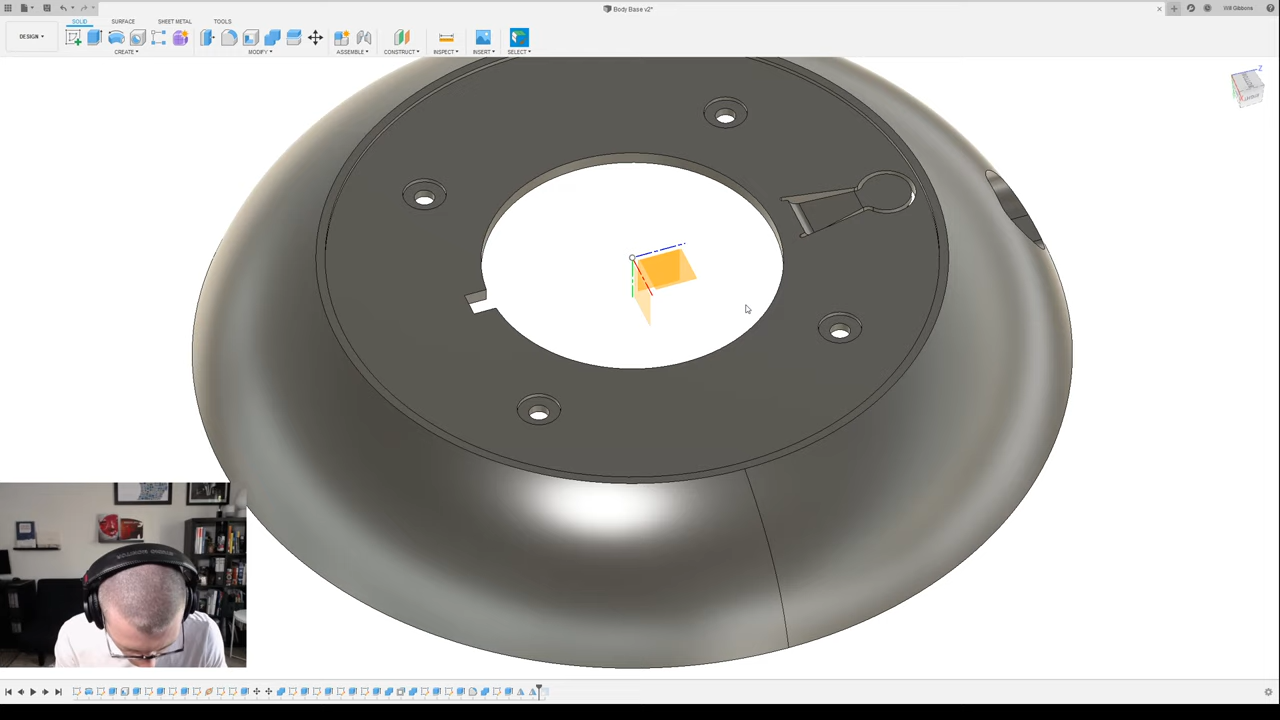 Body Base v2*
Will Gibbons
DESIGN
SOLID SURFACE SHEET METAL TOOLS
CREATE MODIFY ASSEMBLE CONSTRUCT INSPECT INSERT SELECT
Z